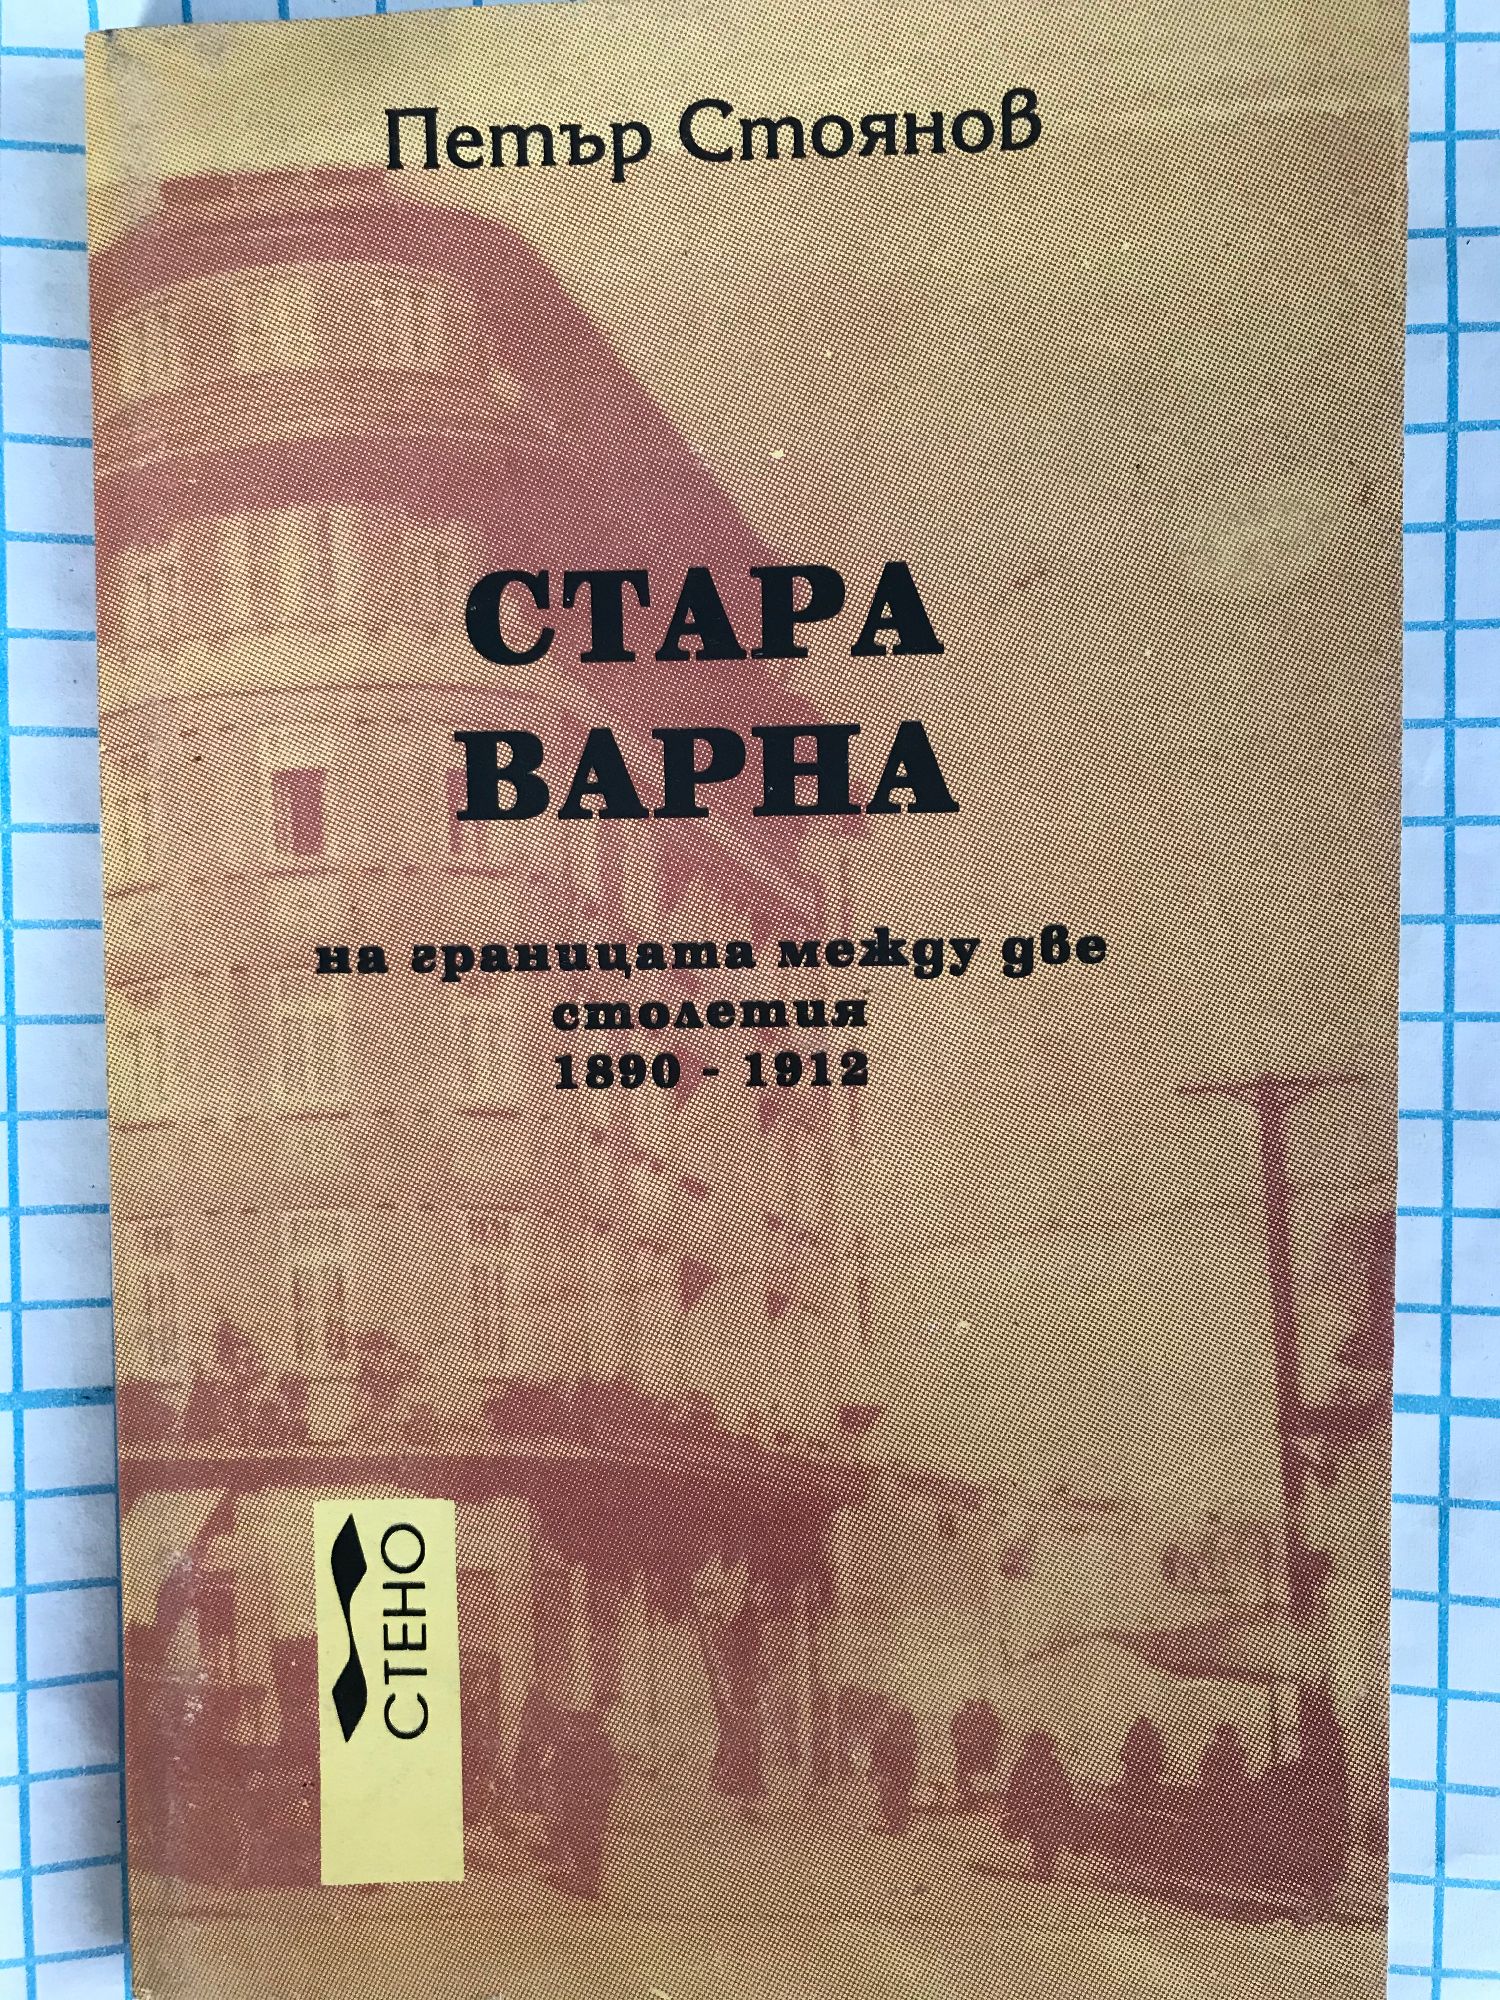 Петър Стоянов
СТАРА
ВАРНА
на границата между две
столетия
1890 - 1912
СТЕНО